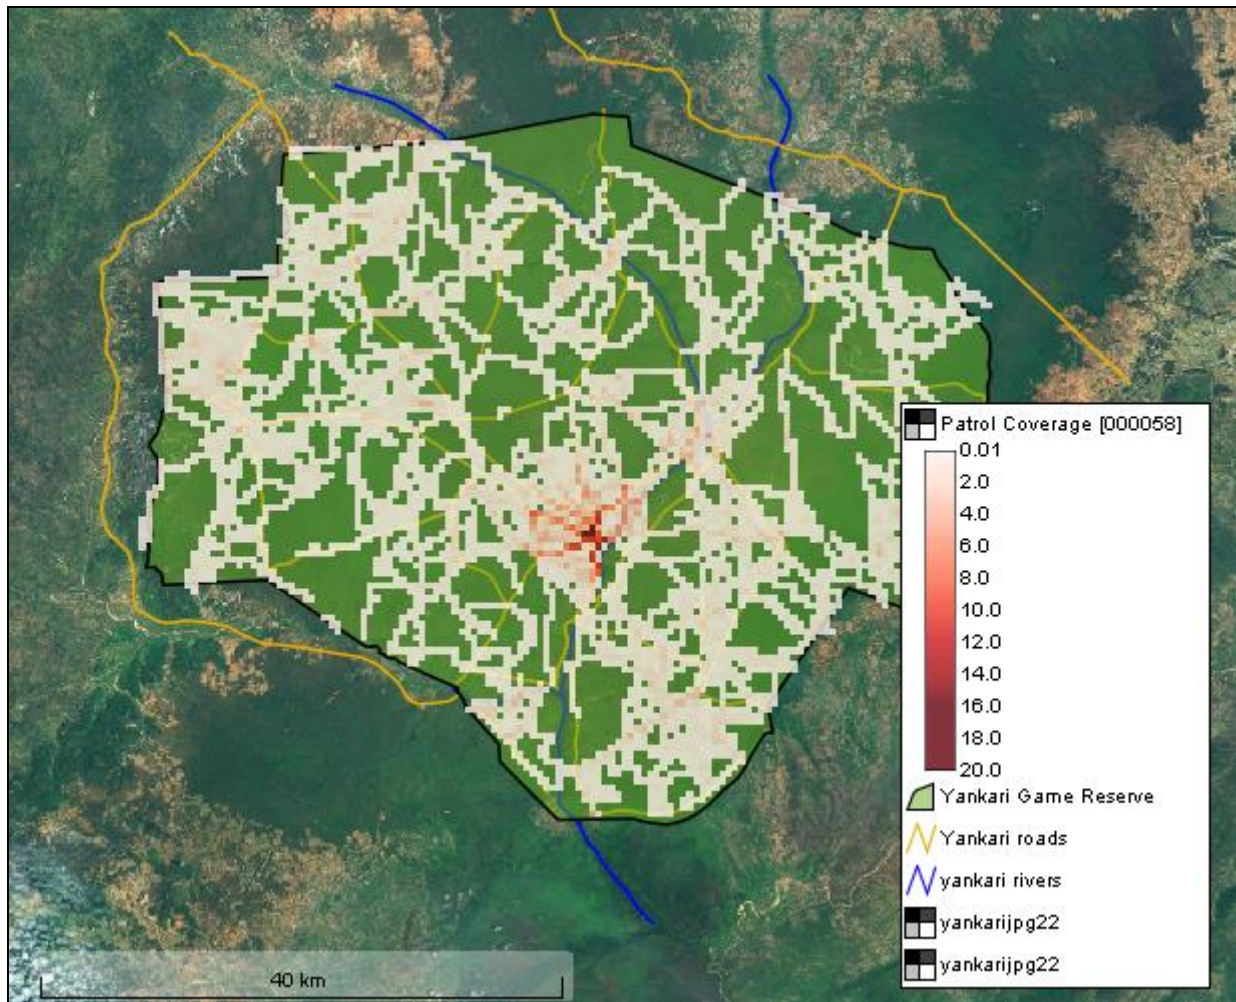 Patrol Coverage [000058]
0.01
2.0
4.0
6.0
8.0
10.0
12.0
14.0
16.0
18.0
20.0
Yankari Game Reserve
Yankari roads
yankari rivers
yankarijpg22
yankarijpg22
40 km